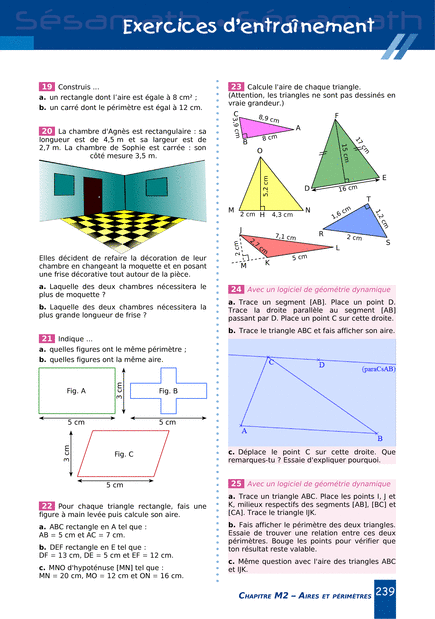 Sésamath
Sésamath
Exercices d'entraînement
19 Construis ...
a. un rectangle dont l'aire est égale à 8 cm² ;
b. un carré dont le périmètre est égal à 12 cm.
20 La chambre d'Agnès est rectangulaire : sa
longueur est de 4,5 m et sa largeur est de
2,7 m. La chambre de Sophie est carrée : son
côté mesure 3,5 m.
Elles décident de refaire la décoration de leur
chambre en changeant la moquette et en posant
une frise décorative tout autour de la pièce.
a. Laquelle des deux chambres nécessitera le
plus de moquette ?
b. Laquelle des deux chambres nécessitera la
plus grande longueur de frise ?
21 Indique ...
a. quelles figures ont le même périmètre ;
b. quelles figures ont la même aire.
Fig. A
3 cm
Fig. B
5 cm
5 cm
3 cm
Fig. C
5 cm
22 Pour chaque triangle rectangle, fais une
figure à main levée puis calcule son aire.
a. ABC rectangle en A tel que :
AB = 5 cm et AC = 7 cm.
b. DEF rectangle en E tel que :
DF = 13 cm, DE = 5 cm et EF = 12 cm.
c. MNO d'hypoténuse [MN] tel que :
MN = 20 cm, MO = 12 cm et ON = 16 cm.
23 Calcule l'aire de chaque triangle.
(Attention, les triangles ne sont pas dessinés en
vraie grandeur.)
C
8,9 cm
A
3,9 cm
B
8 cm
F
17 cm
15 cm
D
16 cm
E
O
5,2 cm
M
2 cm
H
4,3 cm
N
T
1,6 cm
1,2 cm
R
2 cm
S
J
7,1 cm
L
2 cm
2,7 cm
M
K
5 cm
24 Avec un logiciel de géométrie dynamique
a. Trace un segment [AB]. Place un point D.
Trace la droite parallèle au segment [AB]
passant par D. Place un point C sur cette droite.
b. Trace le triangle ABC et fais afficher son aire.
C
D
(paraCsAB)
A
B
c. Déplace le point C sur cette droite. Que
remarques-tu ? Essaie d'expliquer pourquoi.
25 Avec un logiciel de géométrie dynamique
a. Trace un triangle ABC. Place les points I, J et
K, milieux respectifs des segments [AB], [BC] et
[CA]. Trace le triangle IJK.
b. Fais afficher le périmètre des deux triangles.
Essaie de trouver une relation entre ces deux
périmètres. Bouge les points pour vérifier que
ton résultat reste valable.
c. Même question avec l'aire des triangles ABC
et IJK.
CHAPITRE M2 – AIRES ET PÉRIMÈTRES 239